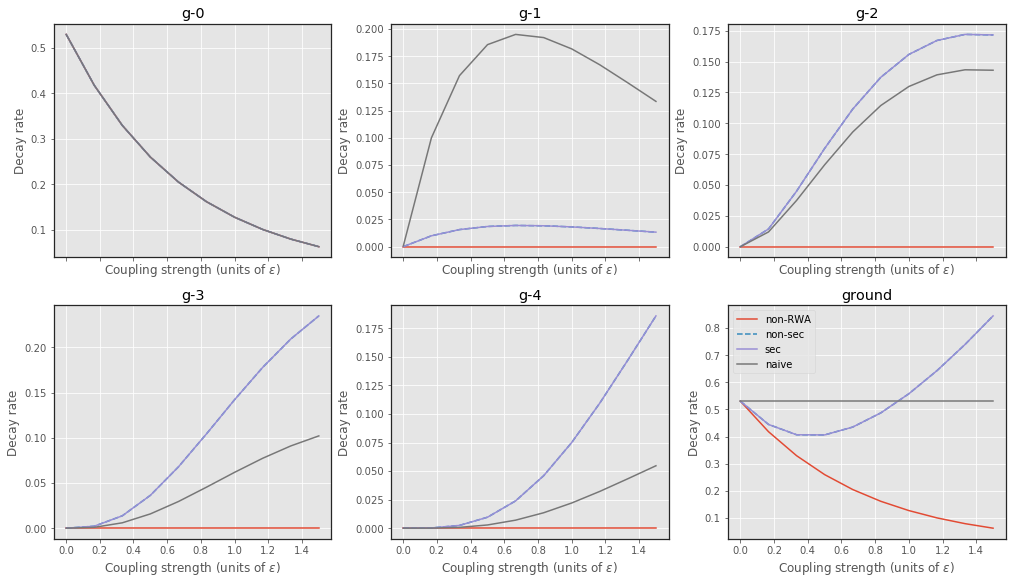 g-0
g-1
g-2
0.5
0.4
0.3
0.2
0.1
Decay rate
Coupling strength (units of ε)
0.200
0.175
0.150
0.125
0.100
0.075
0.050
0.025
0.000
Decay rate
Coupling strength (units of ε)
0.175
0.150
0.125
0.100
0.075
0.050
0.025
0.000
Decay rate
Coupling strength (units of ε)
g-3
g-4
ground
0.20
0.15
0.10
0.05
0.00
Decay rate
0.0 0.2 0.4 0.6 0.8 1.0 1.2 1.4
Coupling strength (units of ε)
0.175
0.150
0.125
0.100
0.075
0.050
0.025
0.000
Decay rate
0.0 0.2 0.4 0.6 0.8 1.0 1.2 1.4
Coupling strength (units of ε)
non-RWA
non-sec
sec
naive
0.8
0.7
0.6
0.5
0.4
0.3
0.2
0.1
Decay rate
0.0 0.2 0.4 0.6 0.8 1.0 1.2 1.4
Coupling strength (units of ε)